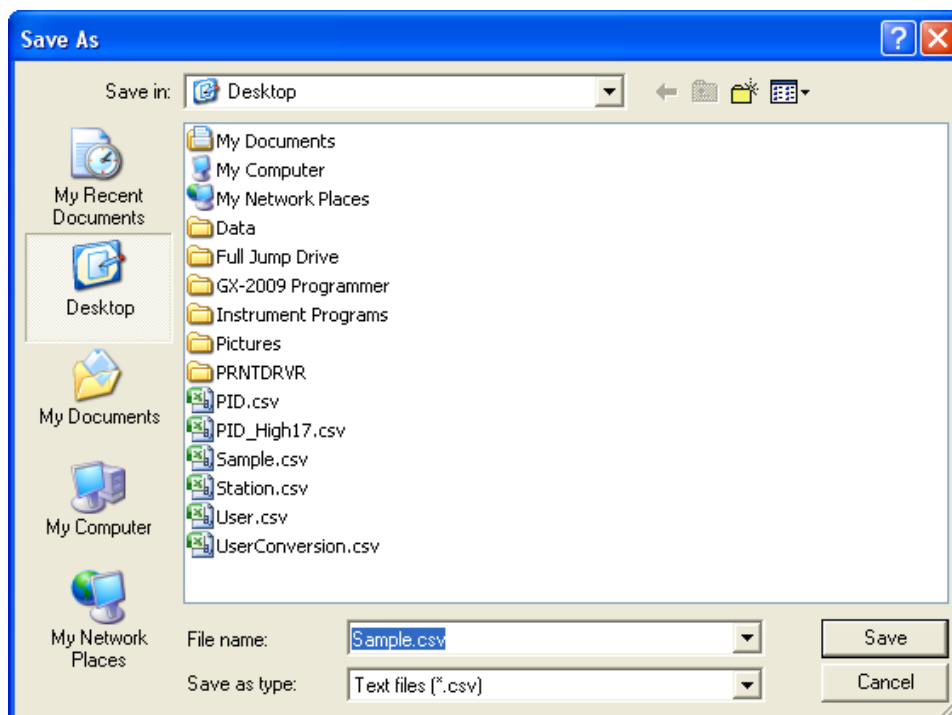 Save As
Save in:
Desktop
My Recent
Documents
Desktop
My Documents
My Computer
My Network
Places
My Documents
My Computer
My Network Places
Data
Full Jump Drive
GX-2009 Programmer
Instrument Programs
Pictures
PRNTDRVR
PID.csv
PID_High17.csv
Sample.csv
Station.csv
User.csv
UserConversion.csv
File name:
Sample.csv
Save
Save as type:
Text files (*.csv)
Cancel